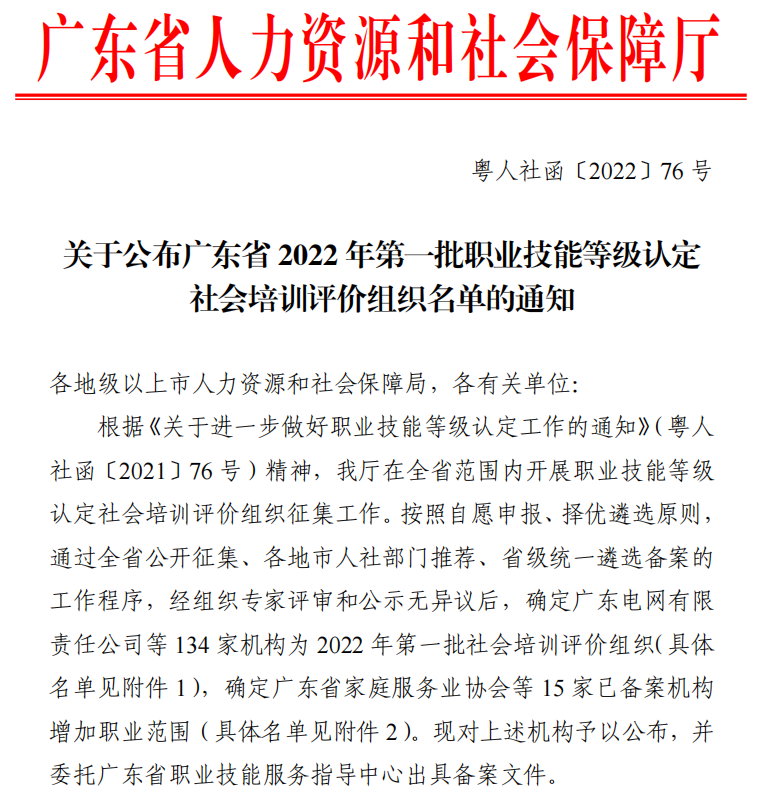 广东省人力资源和社会保障厅
粤人社函〔2022〕76 号
关于公布广东省 2022 年第一批职业技能等级认定
社会培训评价组织名单的通知
各地级以上市人力资源和社会保障局，各有关单位：
根据《关于进一步做好职业技能等级认定工作的通知》（粤人
社函〔2021〕76 号）精神，我厅在全省范围内开展职业技能等级
认定社会培训评价组织征集工作。按照自愿申报、择优遴选原则，
通过全省公开征集、各地市人社部门推荐、省级统一遴选备案的
工作程序，经组织专家评审和公示无异议后，确定广东电网有限
责任公司等 134 家机构为 2022 年第一批社会培训评价组织（具体
名单见附件 1），确定广东省家庭服务业协会等 15 家已备案机构
增加职业范围（具体名单见附件 2）。现对上述机构予以公布，并
委托广东省职业技能服务指导中心出具备案文件。